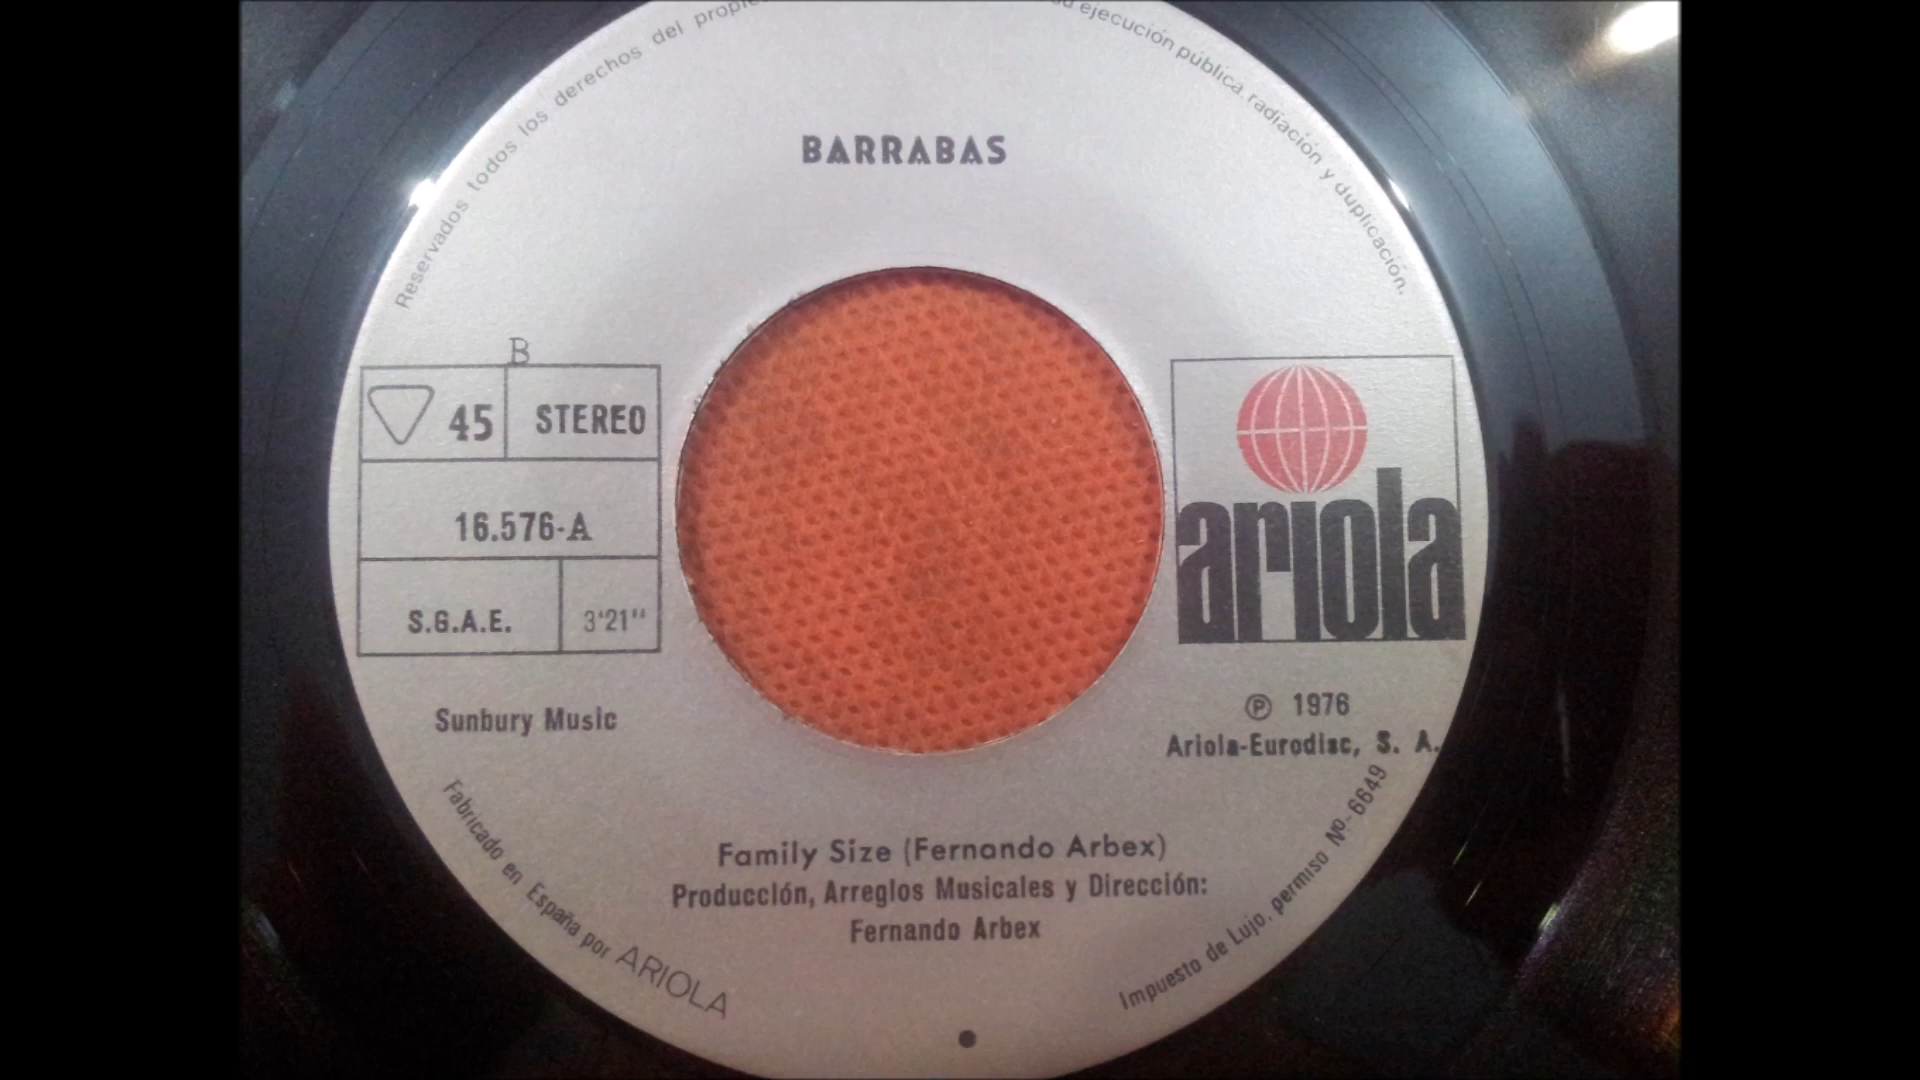 Reservados todos los derechos del
ejecución pública, radiación y duplicación.
BARRABAS
B
45 STEREO
16.576-A
S.G.A.E. 3'21''
Sunbury Music
ariola
Ⓟ 1976
Ariola-Eurodisc, S. A.
Family Size (Fernando Arbex)
Producción, Arreglos Musicales y Dirección:
Fernando Arbex
Fabricado en España por ARIOLA
Impuesto de Lujo, permiso Nº- 6649